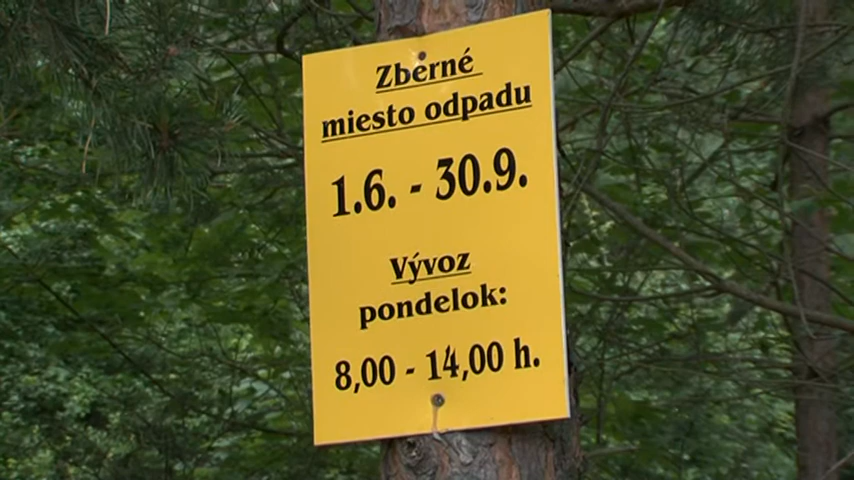 Zberné
miesto odpadu
1.6. - 30.9.
Vývoz
pondelok:
8,00 - 14,00 h.